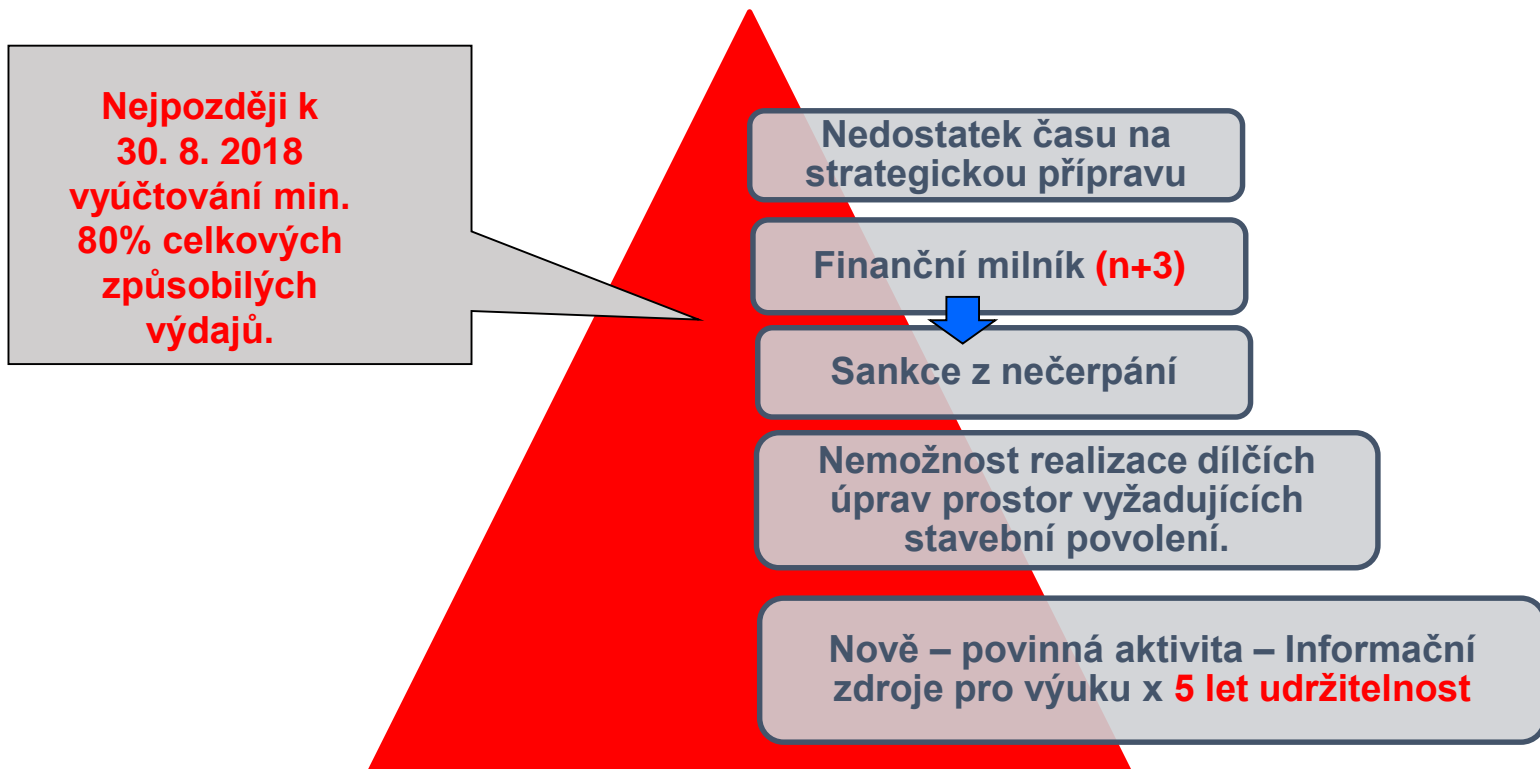 Nejpozději k
30. 8. 2018
vyúčtování min.
80% celkových
způsobilých
výdajů.
Nedostatek času na
strategickou přípravu
Finanční milník (n+3)
Sankce z nečerpání
Nemožnost realizace dílčích
úprav prostor vyžadujících
stavební povolení.
Nově – povinná aktivita – Informační
zdroje pro výuku x 5 let udržitelnost